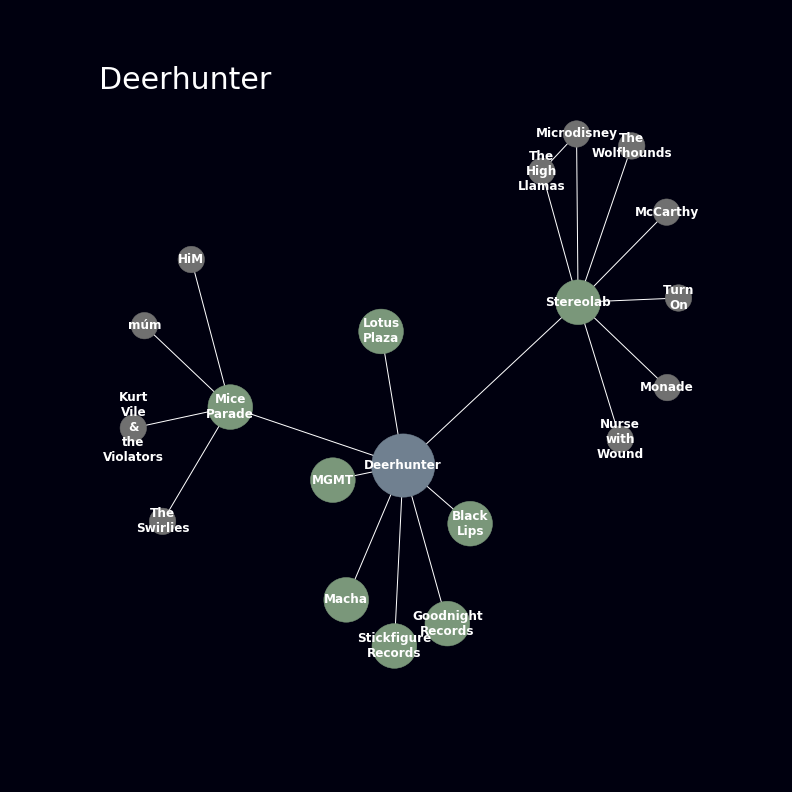 Deerhunter
Microdisney
The
Wolfhounds
The
High
Llamas
McCarthy
HiM
Turn
On
Stereolab
múm
Lotus
Plaza
Monade
Mice
Parade
Kurt
Vile
&
the
Violators
Nurse
with
Wound
Deerhunter
MGMT
The
Swirlies
Black
Lips
Macha
Goodnight
Records
Stickfigure
Records